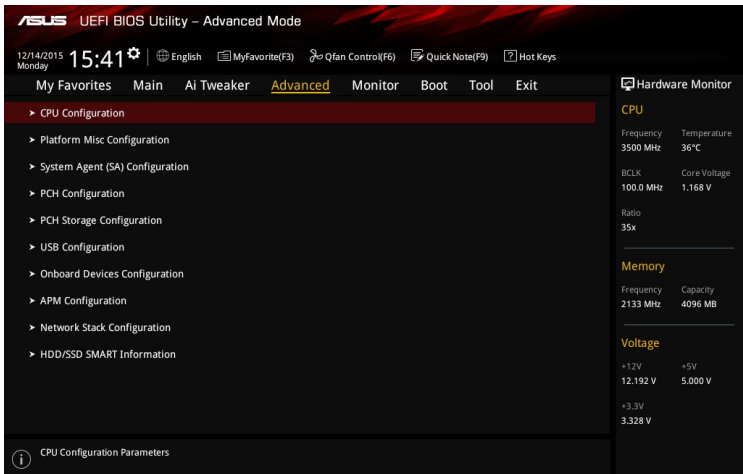 ASUS UEFI BIOS Utility – Advanced Mode
12/14/2015
Monday
15:41
English
MyFavorite(F3)
Qfan Control(F6)
Quick Note(F9)
? Hot Keys
My Favorites Main Ai Tweaker Advanced Monitor Boot Tool Exit
> CPU Configuration
> Platform Misc Configuration
> System Agent (SA) Configuration
> PCH Configuration
> PCH Storage Configuration
> USB Configuration
> Onboard Devices Configuration
> APM Configuration
> Network Stack Configuration
> HDD/SSD SMART Information
i CPU Configuration Parameters
Hardware Monitor
CPU
Frequency Temperature
3500 MHz 36°C
BCLK Core Voltage
100.0 MHz 1.168 V
Ratio
35x
Memory
Frequency Capacity
2133 MHz 4096 MB
Voltage
+12V +5V
12.192 V 5.000 V
+3.3V
3.328 V